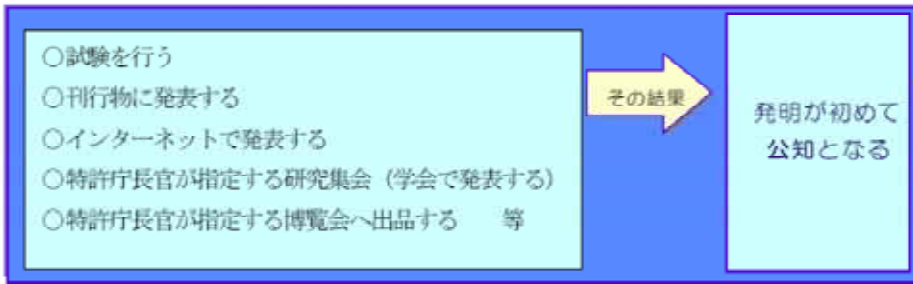 ○試験を行う
○刊行物に発表する
○インターネットで発表する
○特許庁長官が指定する研究集会（学会で発表する）
○特許庁長官が指定する博覧会へ出品する　　等
その結果
発明が初めて
公知となる